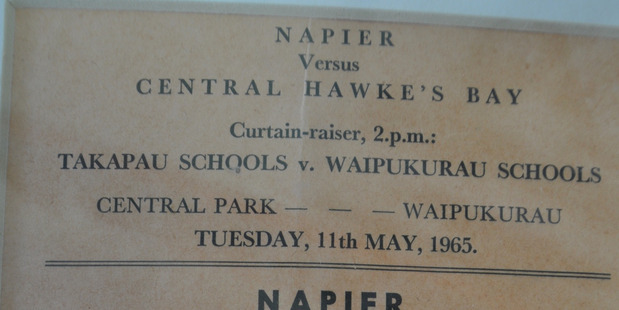 NAPIER
Versus
CENTRAL HAWKE'S BAY
Curtain-raiser, 2.p.m.:
TAKAPAU SCHOOLS v. WAIPUKURAU SCHOOLS
CENTRAL PARK — — — WAIPUKURAU
TUESDAY, 11th MAY, 1965.
NAPIER